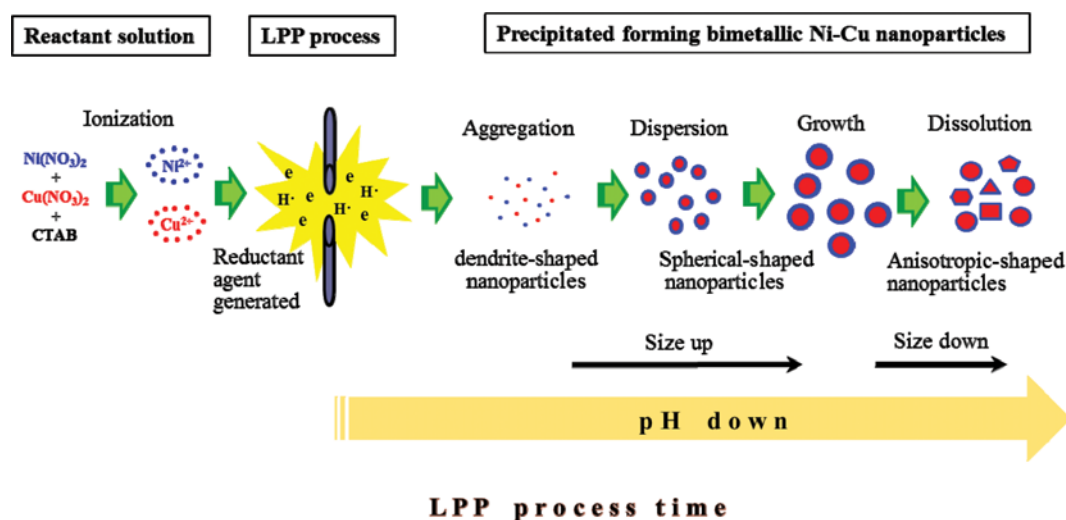 Reactant solution
LPP process
Precipitated forming bimetallic Ni-Cu nanoparticles
Ionization
Ni(NO₃)₂
+
Cu(NO₃)₂
+
CTAB
Ni²⁺
Cu²⁺
e
H· e e
H·
e H· e
Reductant
agent
generated
Aggregation
dendrite-shaped
nanoparticles
Dispersion
Spherical-shaped
nanoparticles
Growth
Dissolution
Anisotropic-shaped
nanoparticles
Size up
Size down
pH down
LPP process time